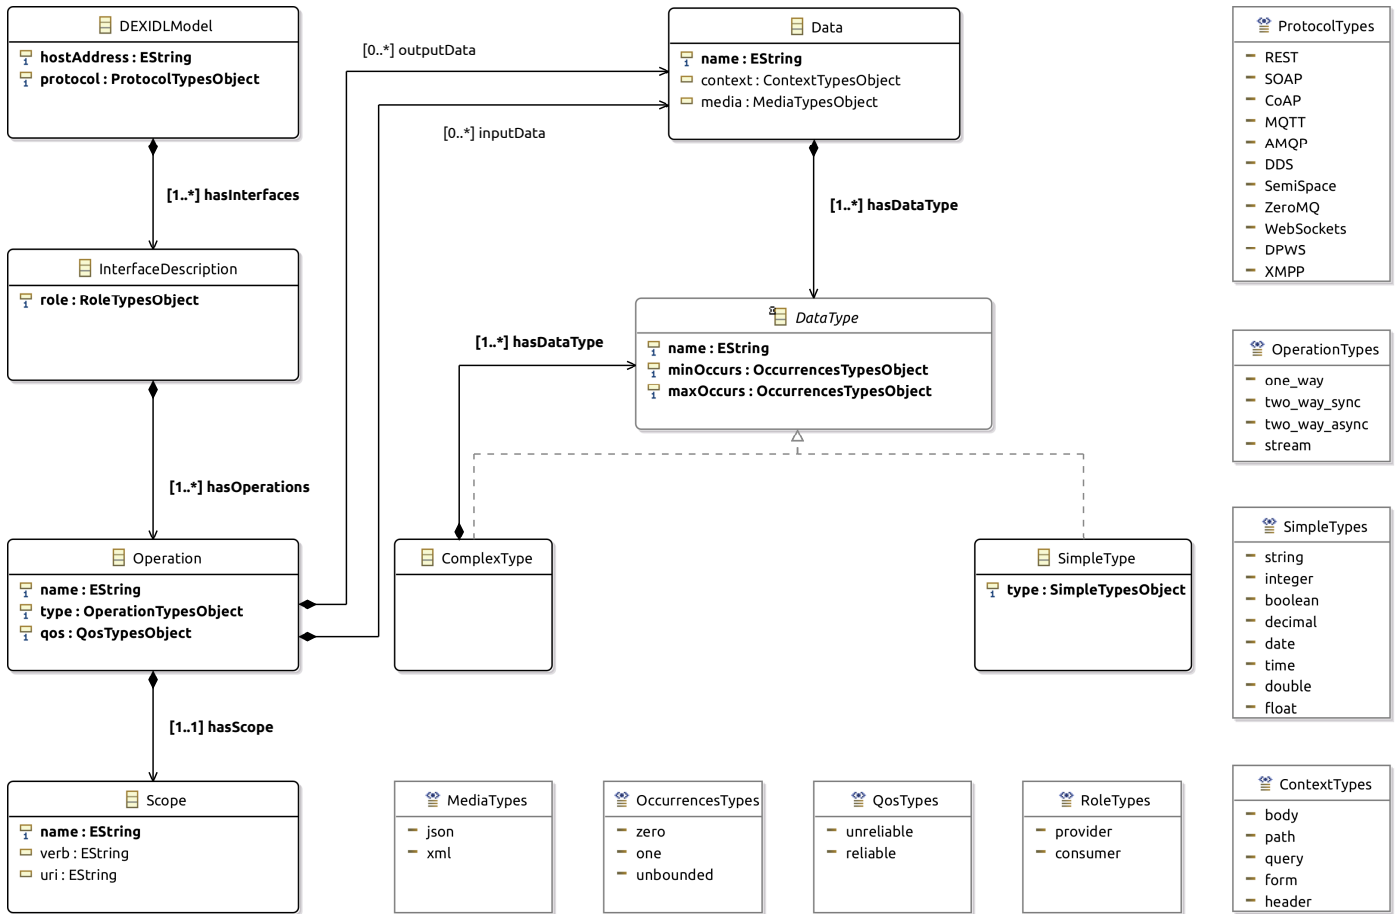 DEXIDLModel
hostAddress : EString
protocol : ProtocolTypesObject
[0..*] outputData
[0..*] inputData
Data
name : EString
context : ContextTypesObject
media : MediaTypesObject
ProtocolTypes
REST
SOAP
CoAP
MQTT
AMQP
DDS
SemiSpace
ZeroMQ
WebSockets
DPWS
XMPP
[1..*] hasInterfaces
[1..*] hasDataType
InterfaceDescription
role : RoleTypesObject
[1..*] hasDataType
DataType
name : EString
minOccurs : OccurrencesTypesObject
maxOccurs : OccurrencesTypesObject
OperationTypes
one_way
two_way_sync
two_way_async
stream
[1..*] hasOperations
Operation
name : EString
type : OperationTypesObject
qos : QosTypesObject
ComplexType
SimpleType
type : SimpleTypesObject
SimpleTypes
string
integer
boolean
decimal
date
time
double
float
[1..1] hasScope
Scope
name : EString
verb : EString
uri : EString
MediaTypes
json
xml
OccurrencesTypes
zero
one
unbounded
QosTypes
unreliable
reliable
RoleTypes
provider
consumer
ContextTypes
body
path
query
form
header